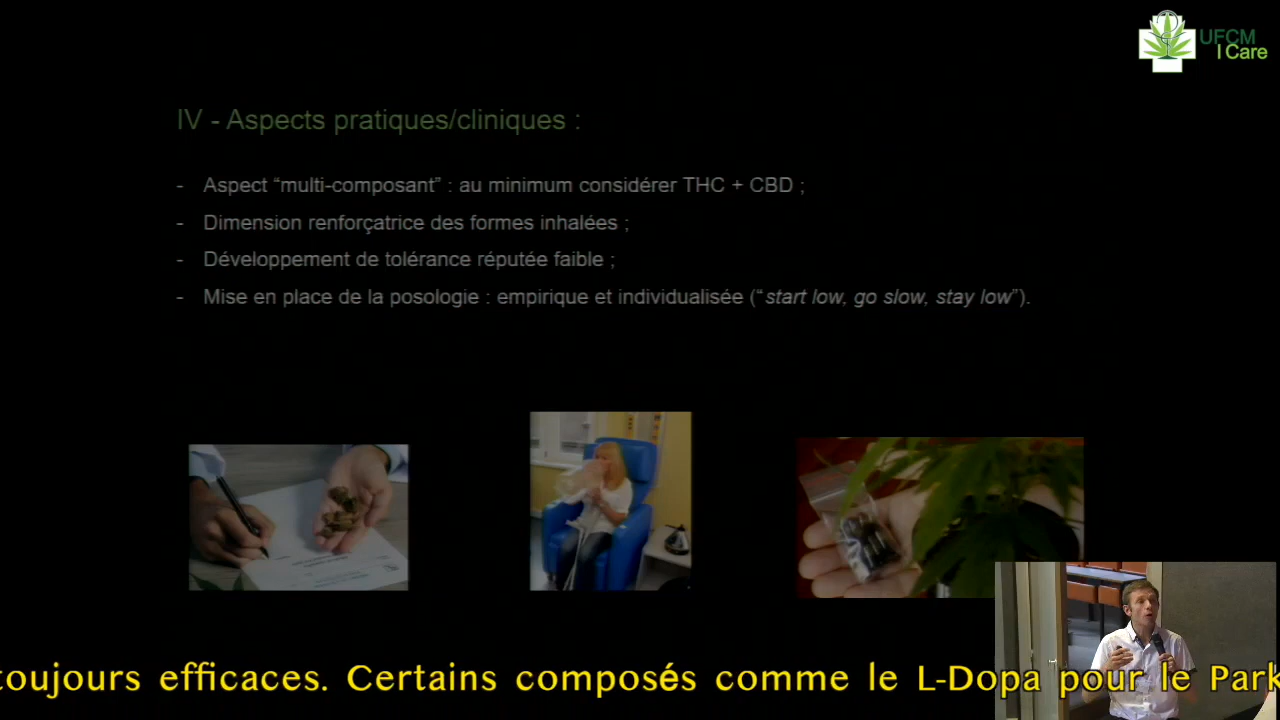 UFCM
I Care
IV - Aspects pratiques/cliniques :
- Aspect “multi-composant” : au minimum considérer THC + CBD ;
- Dimension renforçatrice des formes inhalées ;
- Développement de tolérance réputée faible ;
- Mise en place de la posologie : empirique et individualisée (“start low, go slow, stay low”).
toujours efficaces. Certains composés comme le L-Dopa pour le Park